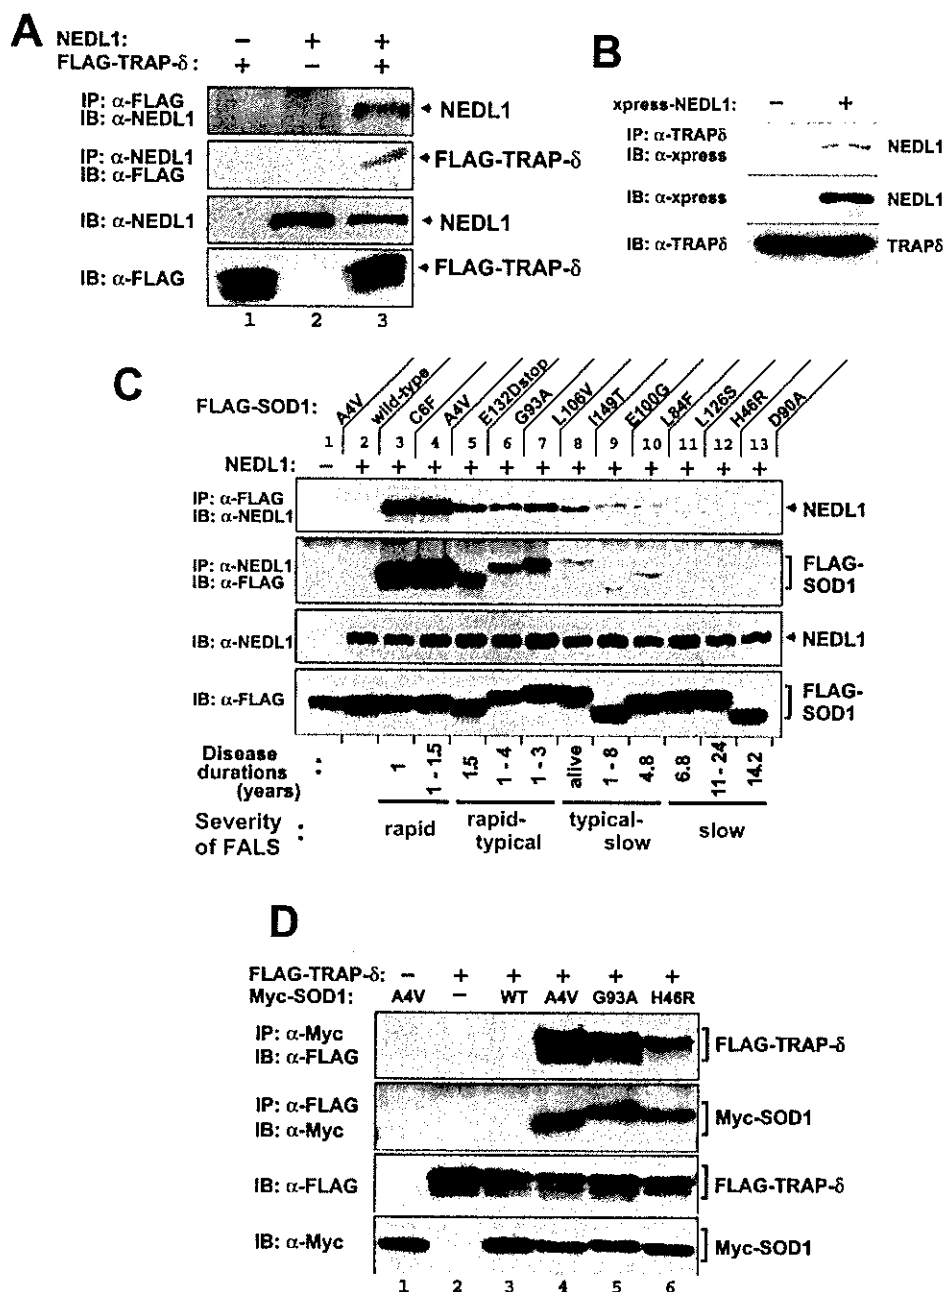 A
NEDL1: − + +
FLAG-TRAP-δ: + − +
IP: α-FLAG
IB: α-NEDL1
NEDL1
IP: α-NEDL1
IB: α-FLAG
FLAG-TRAP-δ
IB: α-NEDL1
NEDL1
IB: α-FLAG
FLAG-TRAP-δ
1 2 3
B
xpress-NEDL1: − +
IP: α-TRAPδ
IB: α-xpress
NEDL1
IB: α-xpress
NEDL1
IB: α-TRAPδ
TRAPδ
C
FLAG-SOD1: A4V wild-type C6F A4V E132Dstop G93A L106V I149T E100G L84F L126S H46R D90A
1 2 3 4 5 6 7 8 9 10 11 12 13
NEDL1: − + + + + + + + + + + + +
IP: α-FLAG
IB: α-NEDL1
NEDL1
IP: α-NEDL1
IB: α-FLAG
FLAG-
SOD1
IB: α-NEDL1
NEDL1
IB: α-FLAG
FLAG-
SOD1
Disease
durations
(years)
: 1 1 - 1.5 1.5 1 - 4 1 - 3 alive 1 - 8 4.8 6.8 11 - 24 14.2
Severity
of FALS
:
rapid
rapid-
typical
typical-
slow
slow
D
FLAG-TRAP-δ: − + + + + +
Myc-SOD1: A4V − WT A4V G93A H46R
IP: α-Myc
IB: α-FLAG
FLAG-TRAP-δ
IP: α-FLAG
IB: α-Myc
Myc-SOD1
IB: α-FLAG
FLAG-TRAP-δ
IB: α-Myc
Myc-SOD1
1 2 3 4 5 6